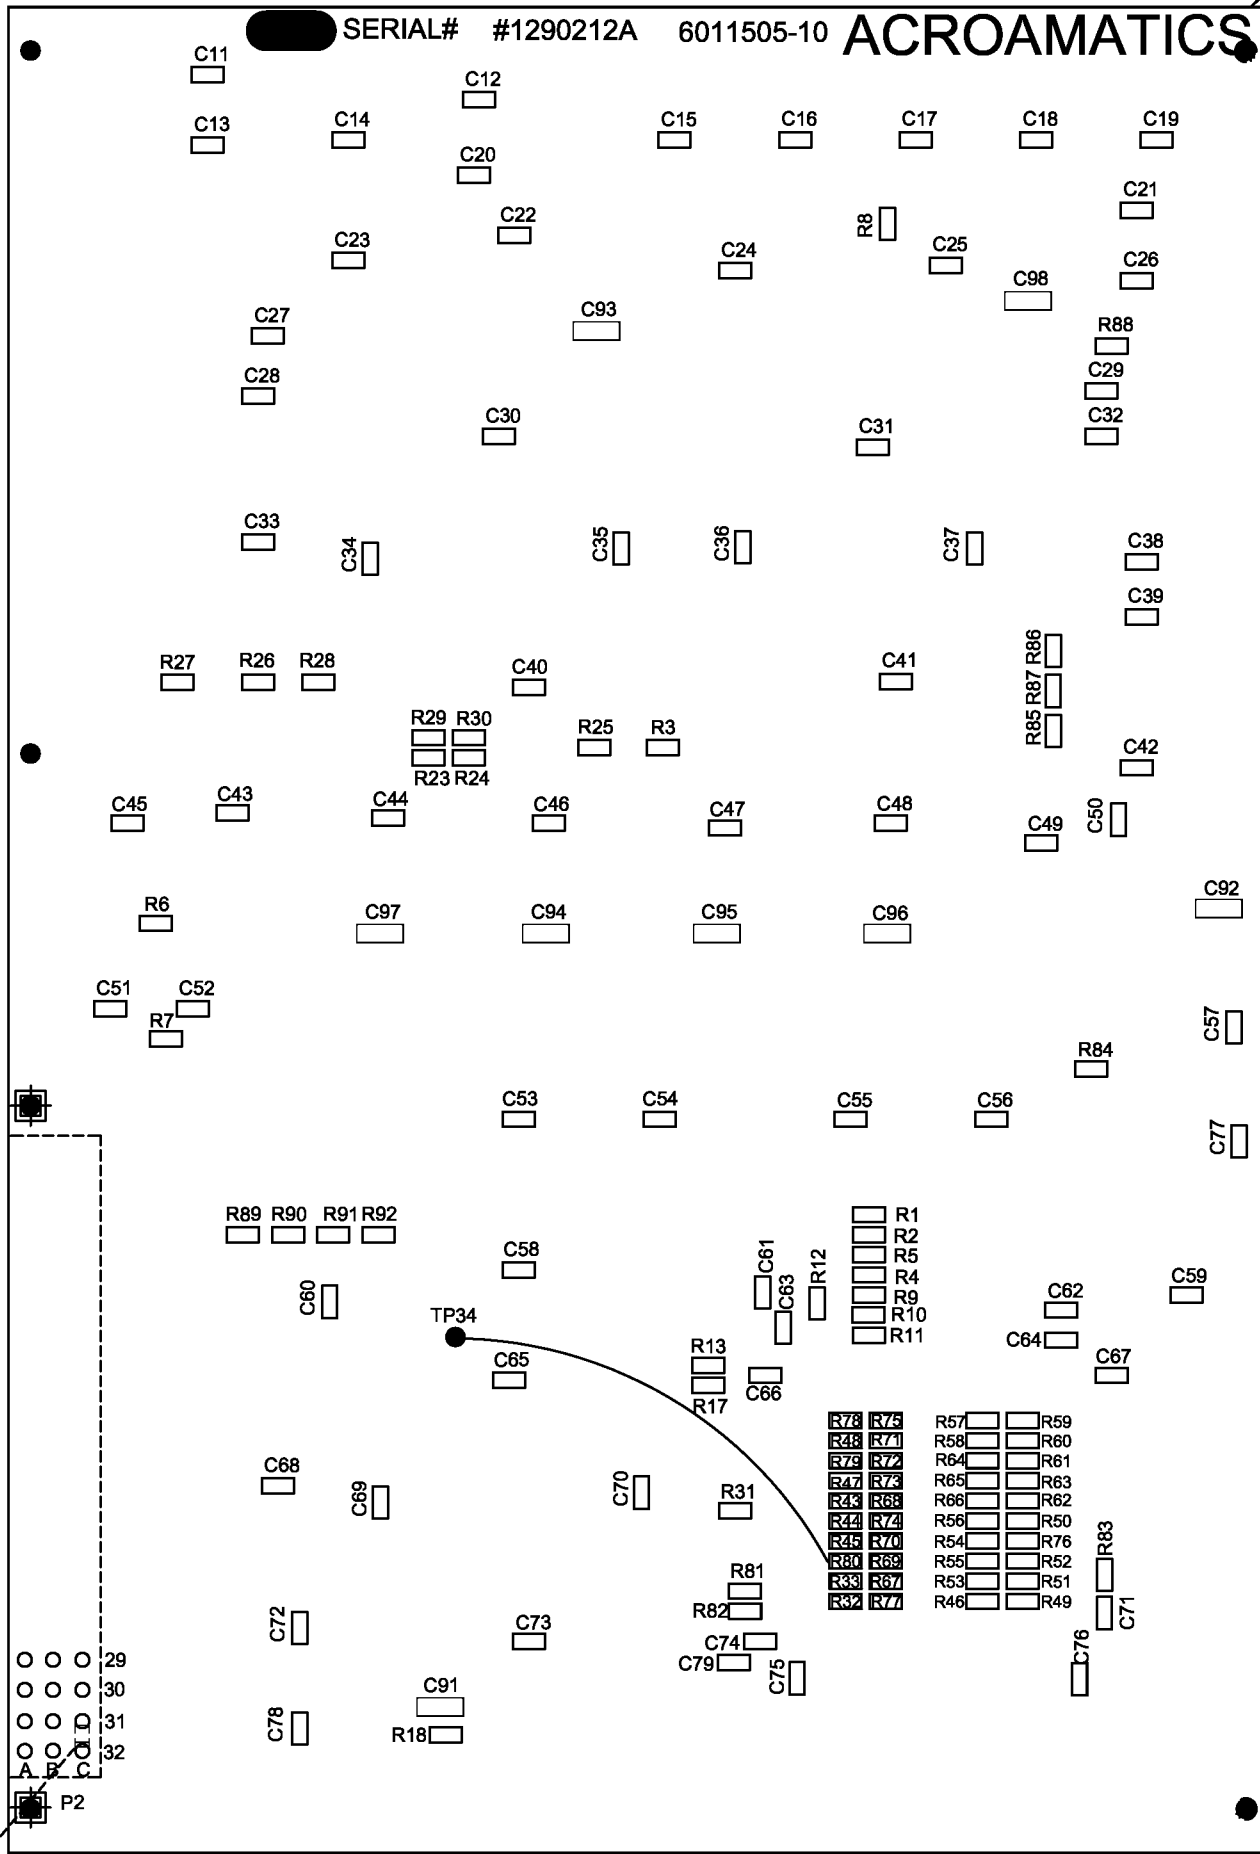 SERIAL# #1290212A 6011505-10 ACROAMATICS
C11
C12
C13 C14 C15 C16 C17 C18 C19
C20
C21
C22 R8
C23 C24 C25 C26
C98
C27 C93 R88
C28 C29
C30 C31 C32
C33 C34 C35 C36 C37 C38
C39
R27 R26 R28 C40 C41 R86
R87
R29 R30 R25 R3 R85
R23 R24 C42
C45 C43 C44 C46 C47 C48 C49 C50
C92
R6 C97 C94 C95 C96
C51 C52
R7 C57
R84
C53 C54 C55 C56
C77
R89 R90 R91 R92 R1
R2
R5
C58 C61 R12 R4
C60 C63 R9 C62 C59
TP34 R10
R11 C64
R13 C65 C67
C66
R17
R78 R75 R57 R59
R48 R71 R58 R60
R79 R72 R64 R61
C68 R47 R73 R65 R63
C69 C70 R31 R43 R68 R66 R62
R44 R74 R56 R50
R45 R70 R54 R76 R83
R80 R69 R55 R52
R81 R33 R67 R53 R51
R82 R32 R77 R46 R49
C72 C73 C71
C74 C76
29 C79 C75
30
C91
31 C78 R18
32
A B C
P2